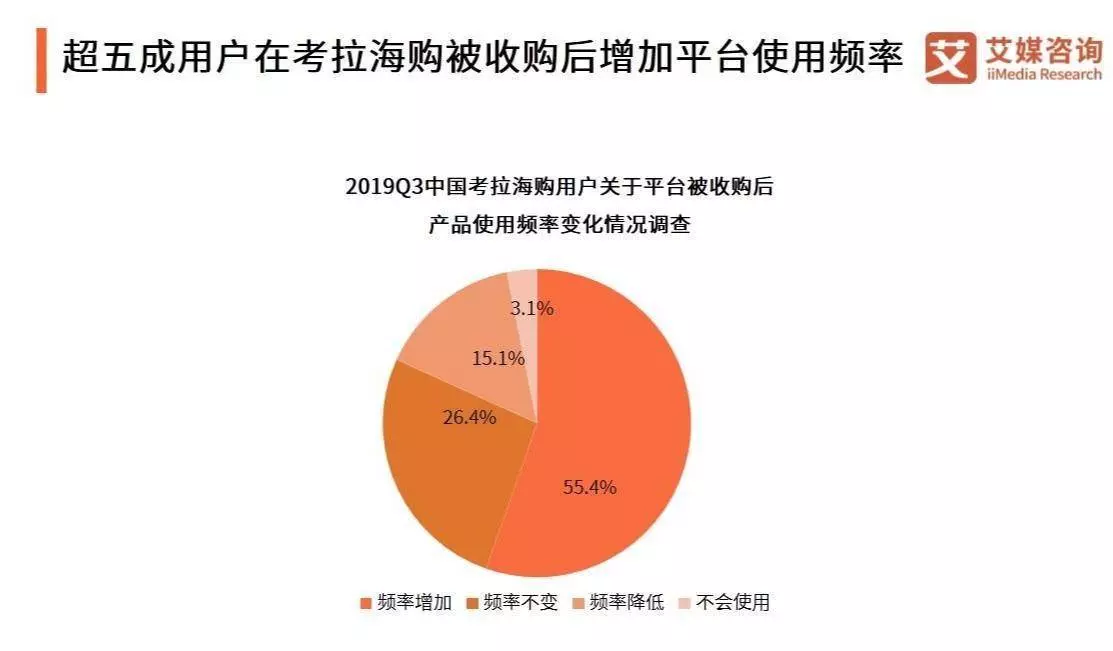 超五成用户在考拉海购被收购后增加平台使用频率
艾 艾媒咨询
iiMedia Research
2019Q3中国考拉海购用户关于平台被收购后
产品使用频率变化情况调查
3.1%
15.1%
26.4%
55.4%
频率增加 频率不变 频率降低 不会使用